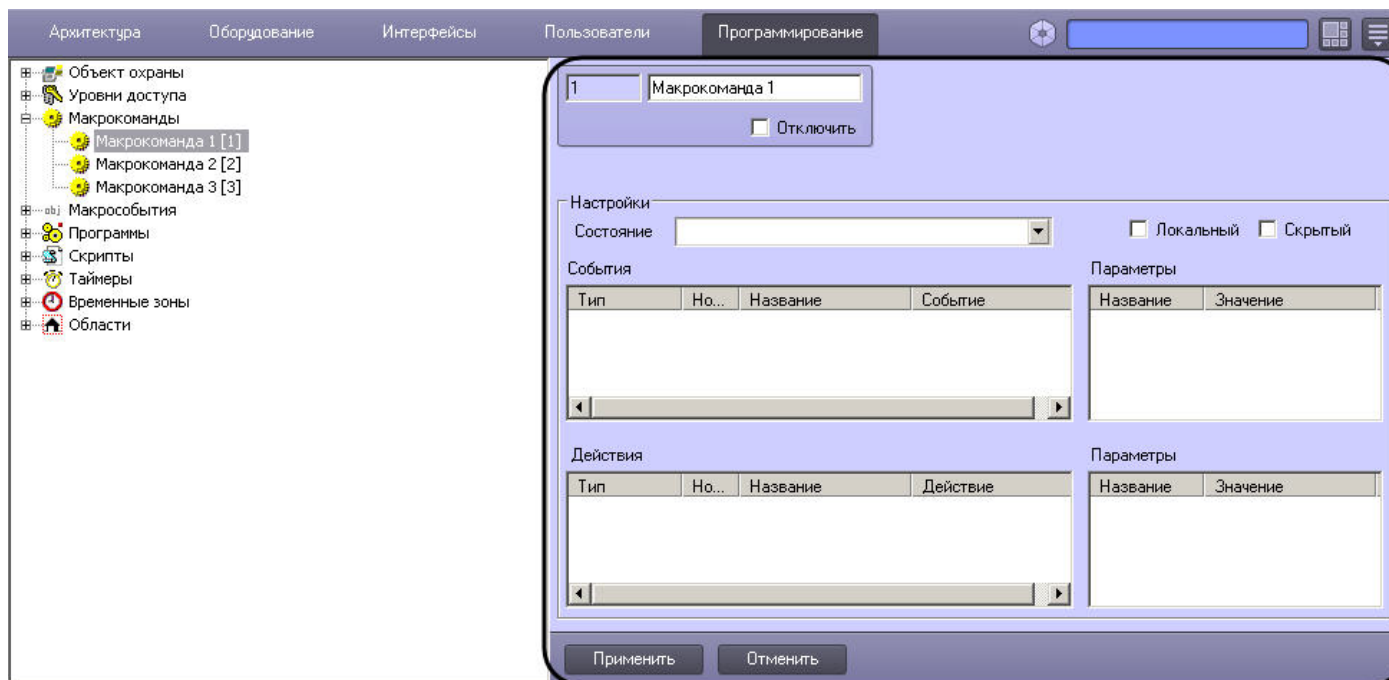 Архитектура Оборудование Интерфейсы Пользователи Программирование
Объект охраны
Уровни доступа
Макрокоманды
Макрокоманда 1 [1]
Макрокоманда 2 [2]
Макрокоманда 3 [3]
obj Макрособытия
Программы
Скрипты
Таймеры
Временные зоны
Области
1 Макрокоманда 1
Отключить
Настройки
Состояние Локальный Скрытый
События Параметры
Тип Но... Название Событие Название Значение
Действия Параметры
Тип Но... Название Действие Название Значение
Применить Отменить